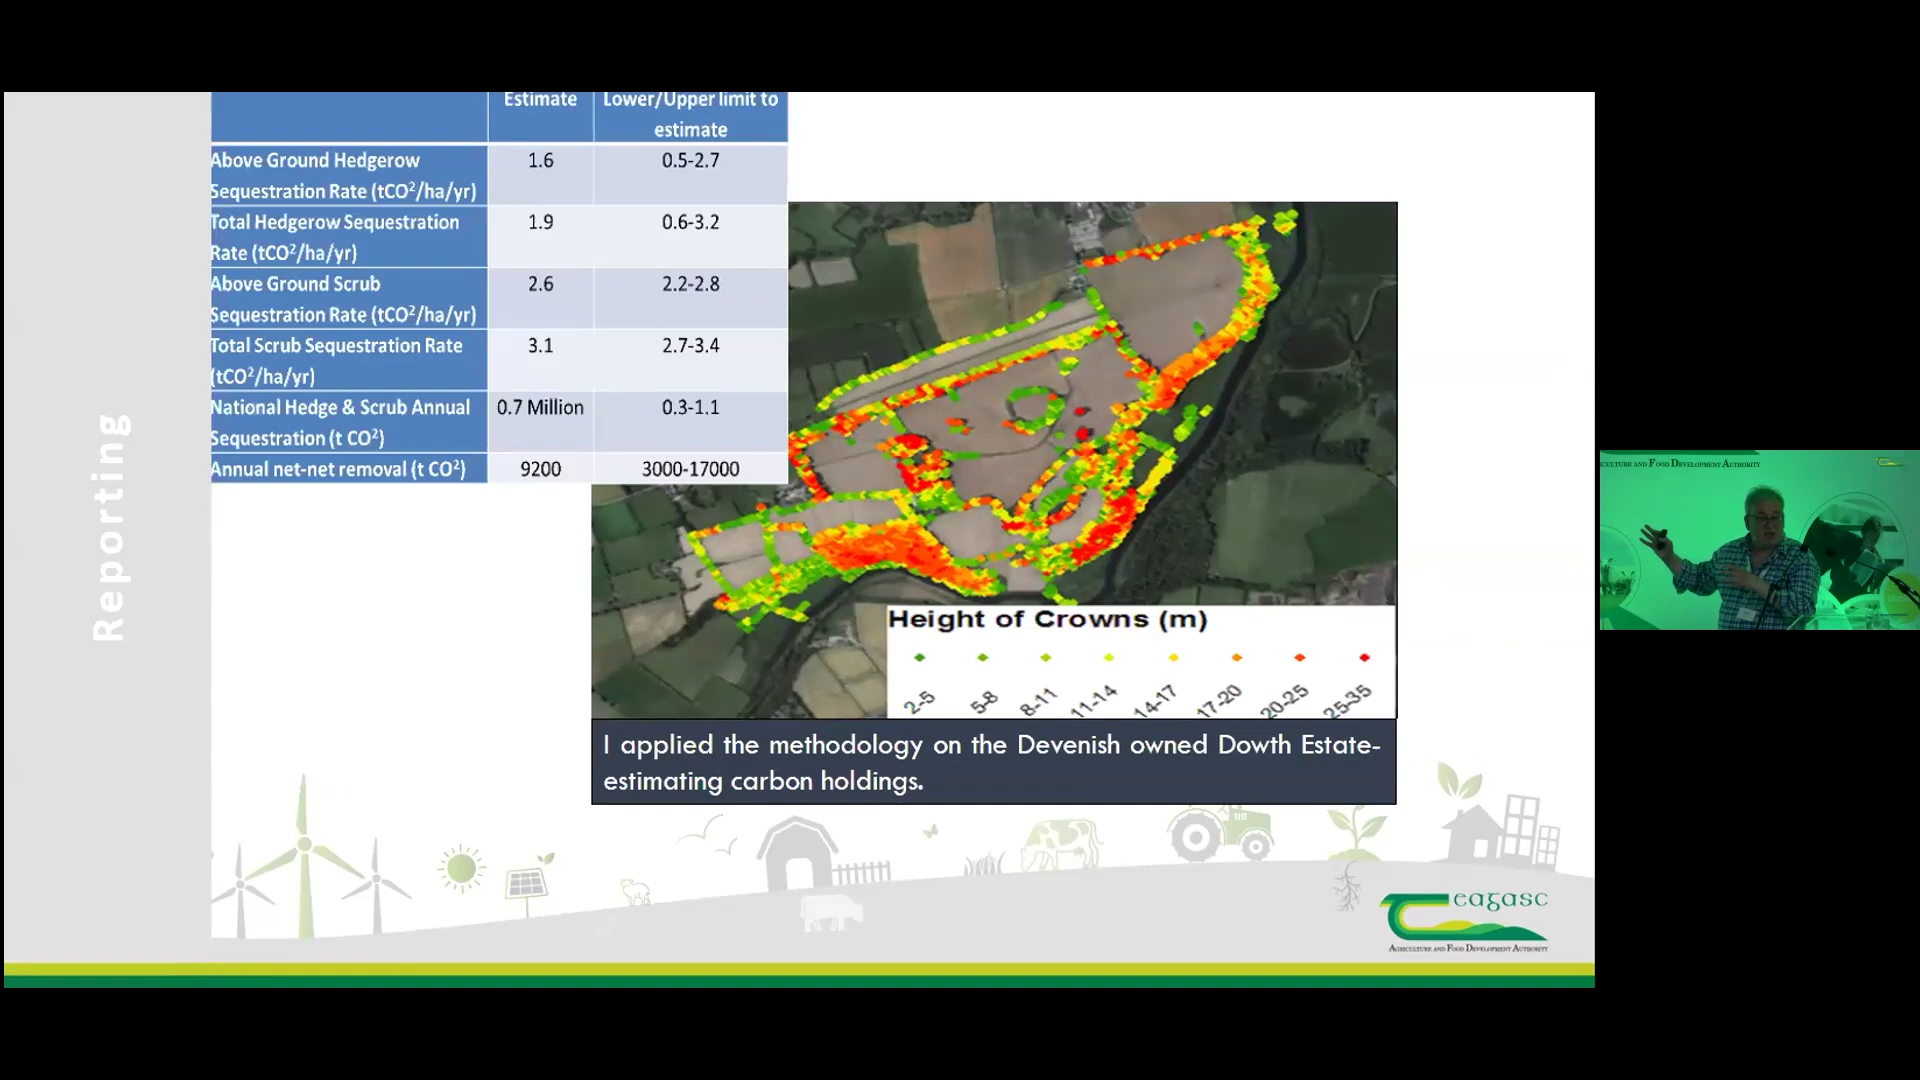 Reporting
Estimate
Lower/Upper limit to
estimate
Above Ground Hedgerow
Sequestration Rate (tCO²/ha/yr)
1.6
0.5-2.7
Total Hedgerow Sequestration
Rate (tCO²/ha/yr)
1.9
0.6-3.2
Above Ground Scrub
Sequestration Rate (tCO²/ha/yr)
2.6
2.2-2.8
Total Scrub Sequestration Rate
(tCO²/ha/yr)
3.1
2.7-3.4
National Hedge & Scrub Annual
Sequestration (t CO²)
0.7 Million
0.3-1.1
Annual net-net removal (t CO²)
9200
3000-17000
Height of Crowns (m)
2-5
5-8
8-11
11-14
14-17
17-20
20-25
25-35
I applied the methodology on the Devenish owned Dowth Estate-
estimating carbon holdings.
eagasc
Agriculture and Food Development Authority
culture and Food Development Authority